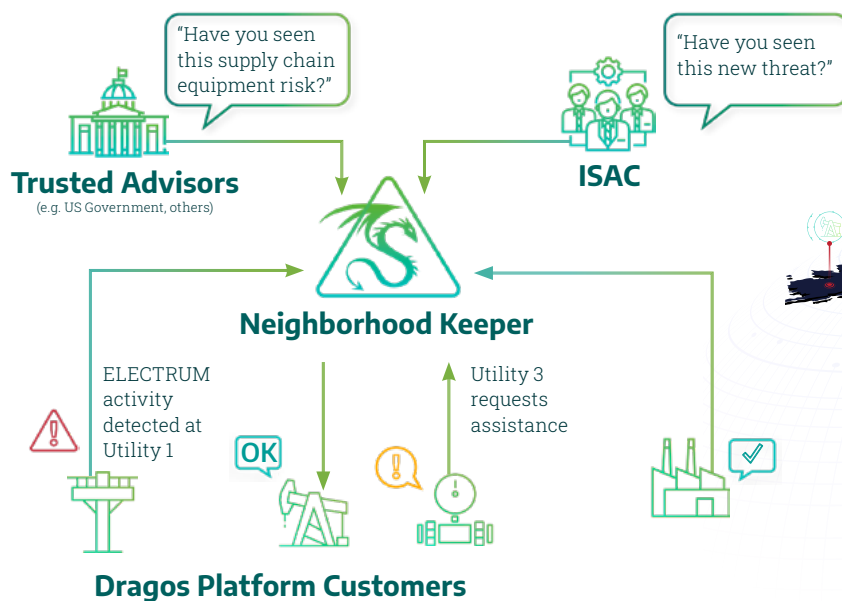 “Have you seen
this supply chain
equipment risk?”
“Have you seen
this new threat?”
Trusted Advisors
(e.g. US Government, others)
ISAC
Neighborhood Keeper
ELECTRUM
activity
detected at
Utility 1
OK
Utility 3
requests
assistance
Dragos Platform Customers